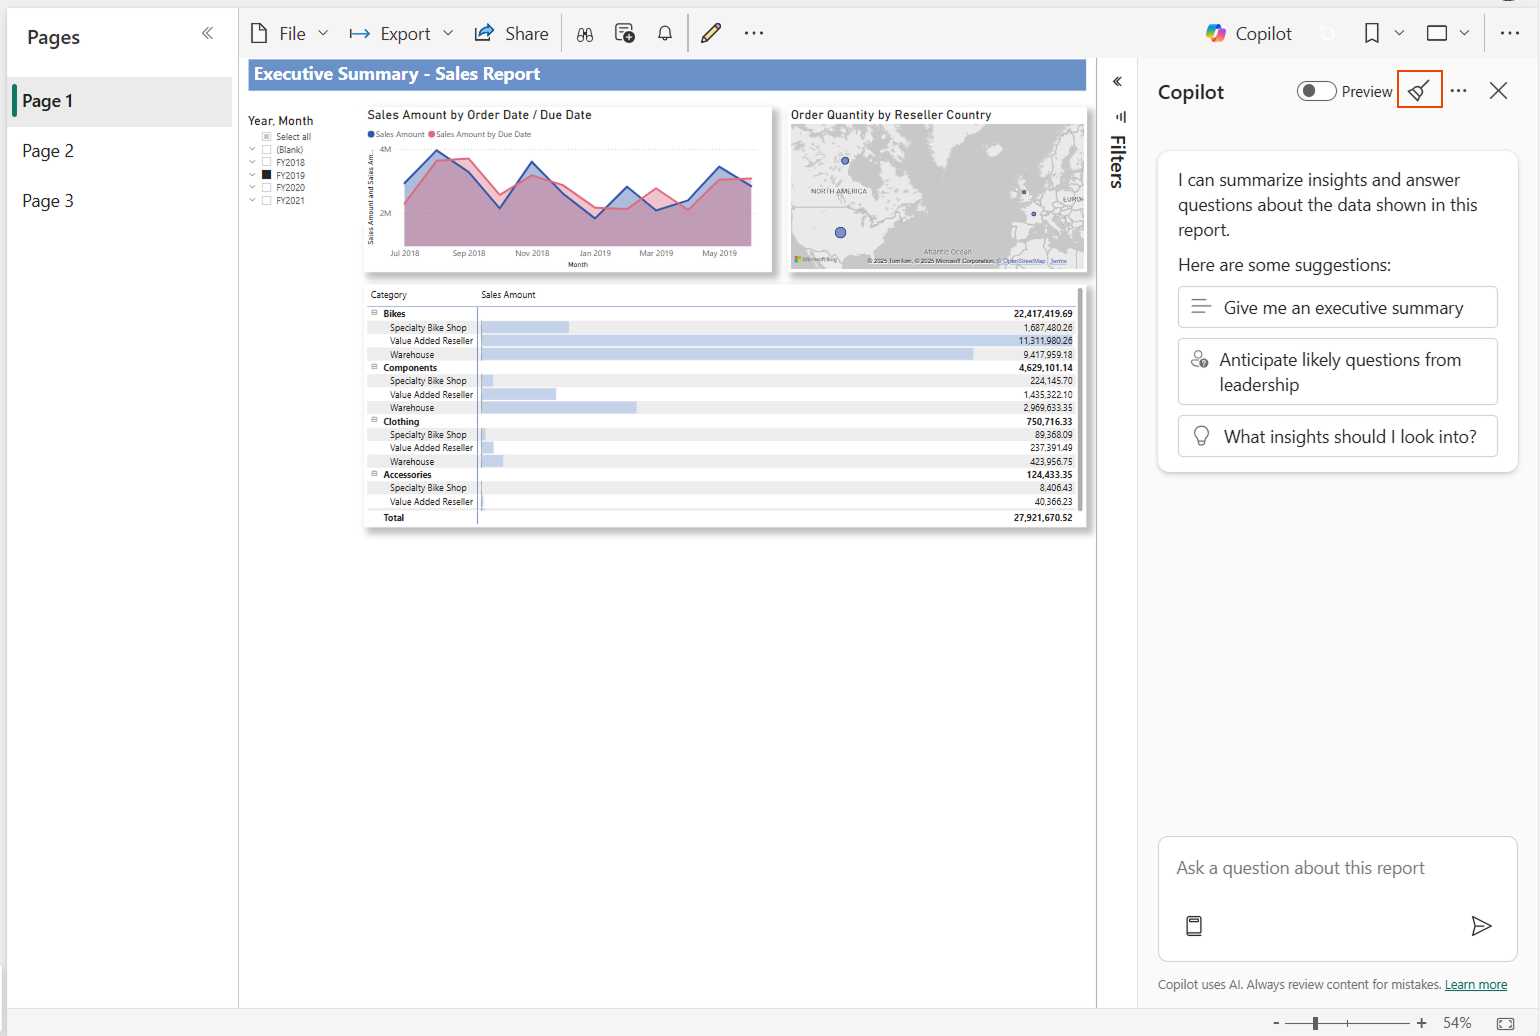 Pages
Page 1
Page 2
Page 3
File
Export
Share
Copilot
Executive Summary - Sales Report
Year, Month
Select all
(Blank)
FY2018
FY2019
FY2020
FY2021
Sales Amount by Order Date / Due Date
Sales Amount
Sales Amount by Due Date
Sales Amount and Sales Am...
4M
2M
Jul 2018
Sep 2018
Nov 2018
Jan 2019
Mar 2019
May 2019
Month
Order Quantity by Reseller Country
NORTH AMERICA
EUROP
Atlantic Ocean
Microsoft Bing
© 2025 TomTom, © 2025 Microsoft Corporation, © OpenStreetMap Terms
Category Sales Amount
Bikes 22,417,419.69
Specialty Bike Shop 1,687,480.26
Value Added Reseller 11,311,980.26
Warehouse 9,417,959.18
Components 4,629,101.14
Specialty Bike Shop 224,145.70
Value Added Reseller 1,435,322.10
Warehouse 2,969,633.35
Clothing 750,716.33
Specialty Bike Shop 89,368.09
Value Added Reseller 237,391.49
Warehouse 423,956.75
Accessories 124,433.35
Specialty Bike Shop 8,406.43
Value Added Reseller 40,366.23
Total 27,921,670.52
Filters
Copilot
Preview
I can summarize insights and answer
questions about the data shown in this
report.
Here are some suggestions:
Give me an executive summary
Anticipate likely questions from
leadership
What insights should I look into?
Ask a question about this report
Copilot uses AI. Always review content for mistakes. Learn more
- + 54%